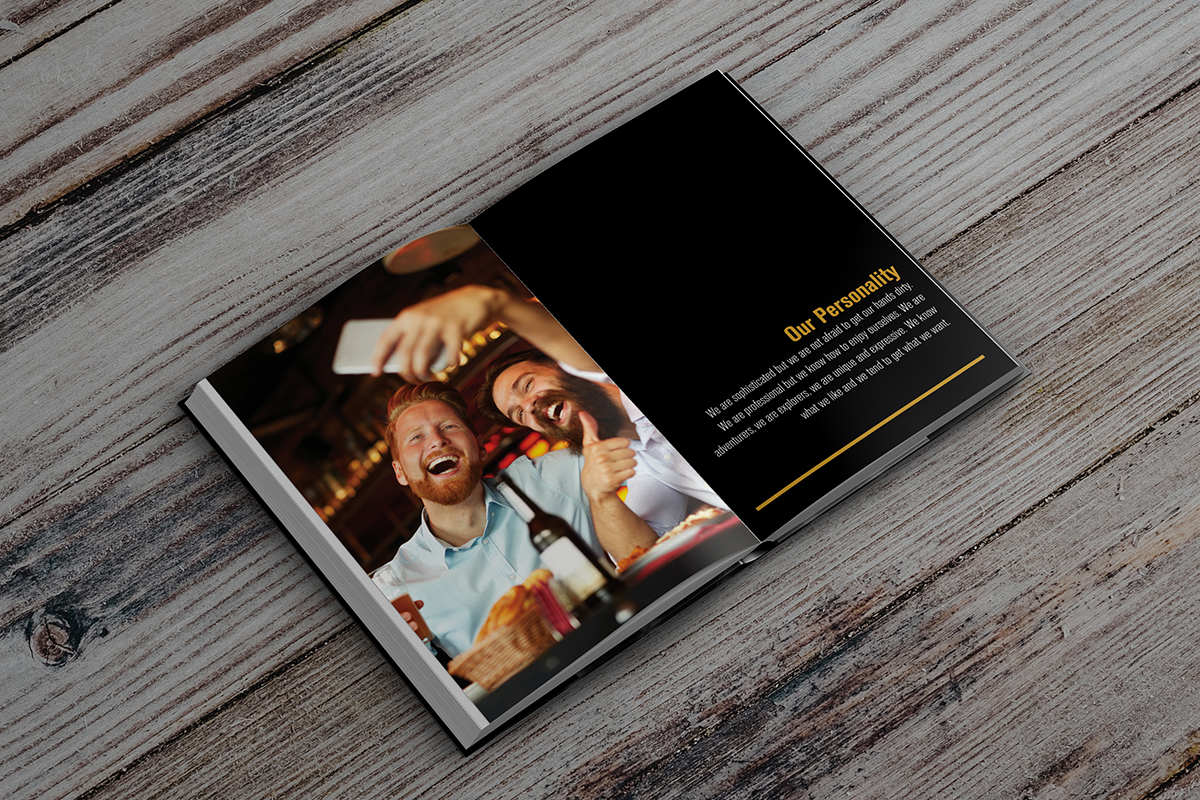 Our Personality
We are sophisticated but we are not afraid to get our hands dirty.
We are professional but we know how to enjoy ourselves. We are
adventurers, we are explorers, we are unique and expressive. We know
what we like and we tend to get what we want.